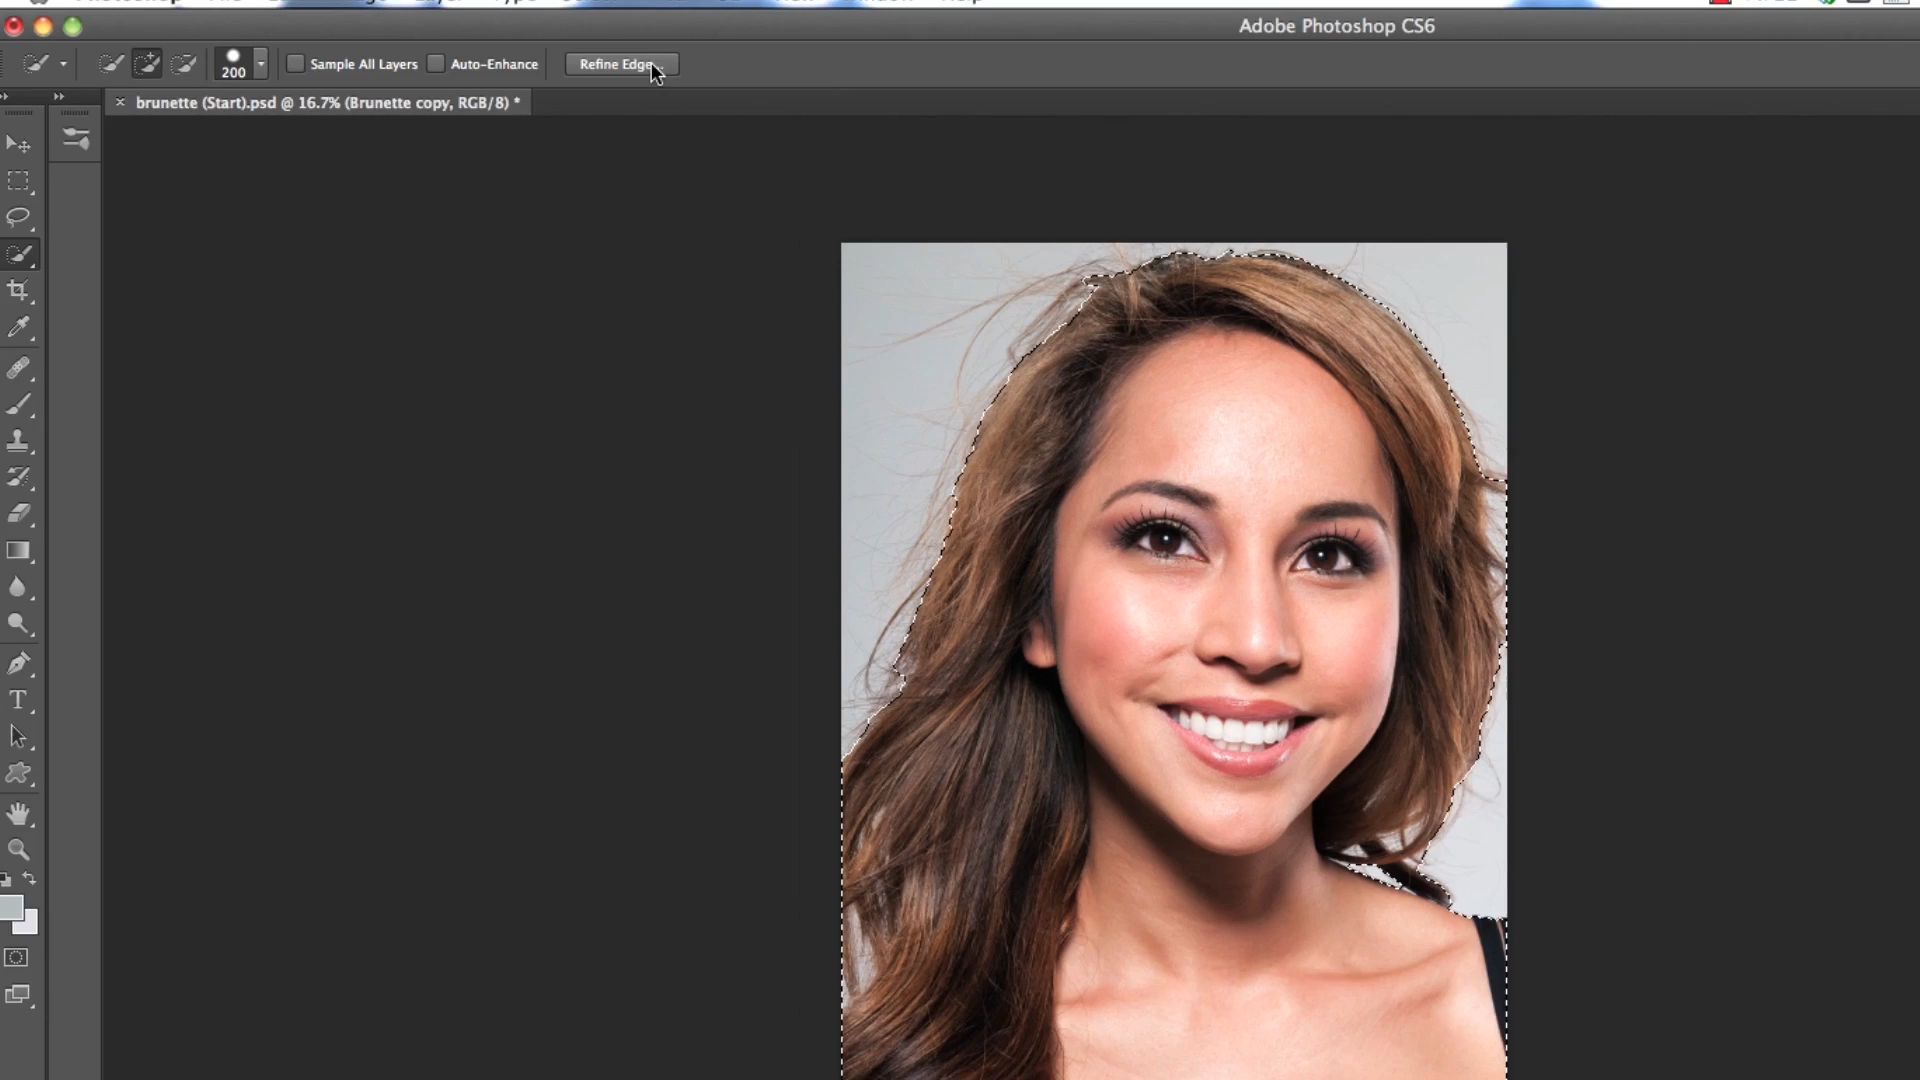 Adobe Photoshop CS6
200
Sample All Layers
Auto-Enhance
Refine Edge...
× brunette (Start).psd @ 16.7% (Brunette copy, RGB/8) *
T